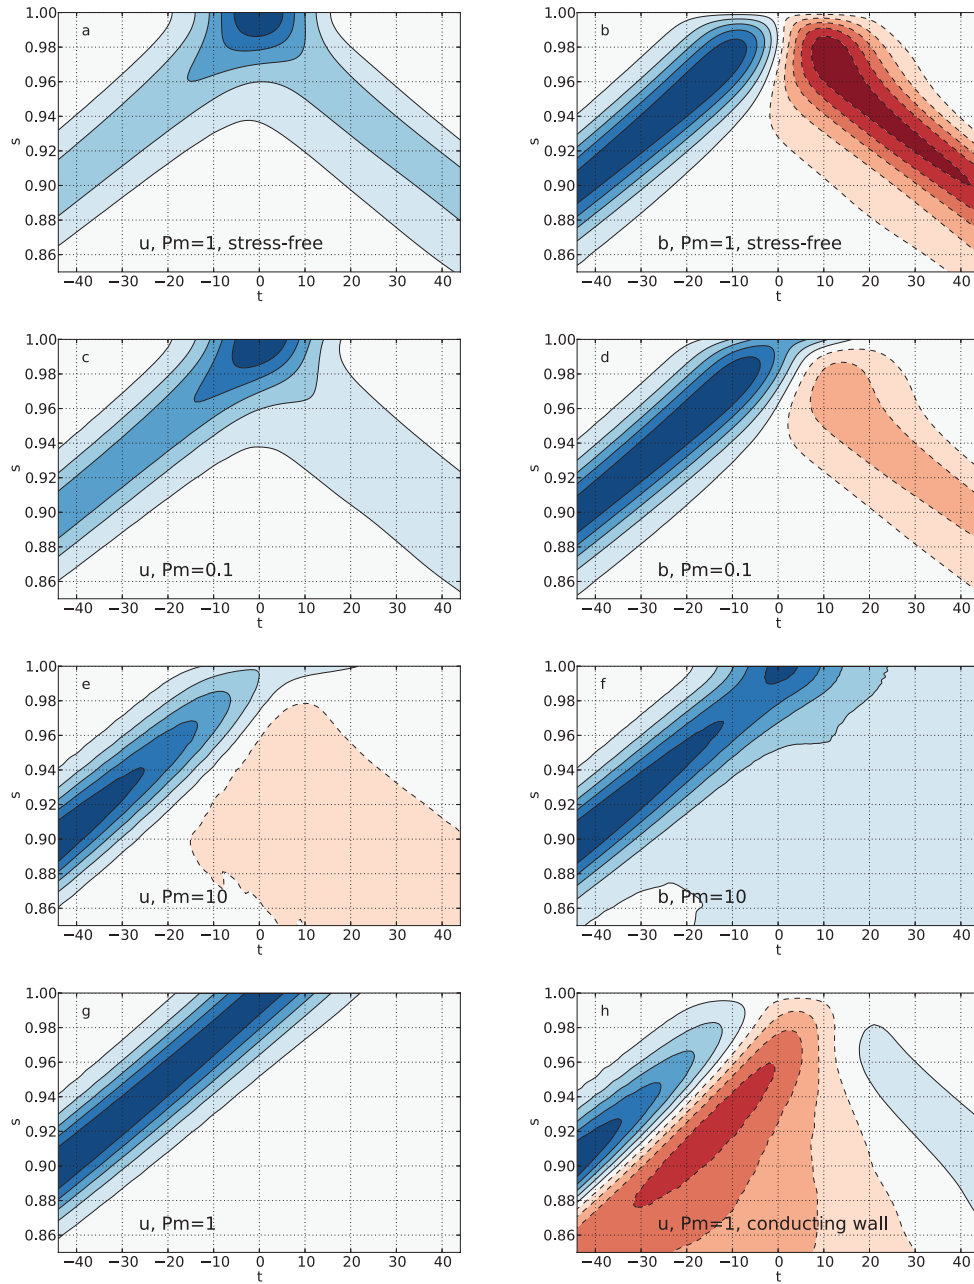 a
1.00
0.98
0.96
0.94
0.92
0.90
0.88
0.86
s
−40 −30 −20 −10 0 10 20 30 40
t
u, Pm=1, stress-free
b
1.00
0.98
0.96
0.94
0.92
0.90
0.88
0.86
s
−40 −30 −20 −10 0 10 20 30 40
t
b, Pm=1, stress-free
c
1.00
0.98
0.96
0.94
0.92
0.90
0.88
0.86
s
−40 −30 −20 −10 0 10 20 30 40
t
u, Pm=0.1
d
1.00
0.98
0.96
0.94
0.92
0.90
0.88
0.86
s
−40 −30 −20 −10 0 10 20 30 40
t
b, Pm=0.1
e
1.00
0.98
0.96
0.94
0.92
0.90
0.88
0.86
s
−40 −30 −20 −10 0 10 20 30 40
t
u, Pm=10
f
1.00
0.98
0.96
0.94
0.92
0.90
0.88
0.86
s
−40 −30 −20 −10 0 10 20 30 40
t
b, Pm=10
g
1.00
0.98
0.96
0.94
0.92
0.90
0.88
0.86
s
−40 −30 −20 −10 0 10 20 30 40
t
u, Pm=1
h
1.00
0.98
0.96
0.94
0.92
0.90
0.88
0.86
s
−40 −30 −20 −10 0 10 20 30 40
t
u, Pm=1, conducting wall